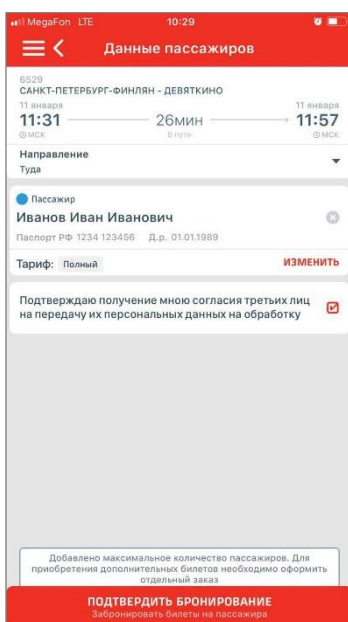 MegaFon LTE 10:29
Данные пассажиров
6529
САНКТ-ПЕТЕРБУРГ-ФИНЛЯН - ДЕВЯТКИНО
11 января 11 января
11:31 26мин 11:57
МСК В пути МСК
Направление
Туда
Пассажир
Иванов Иван Иванович
Паспорт РФ 1234 123456 Д.р. 01.01.1989
Тариф: Полный ИЗМЕНИТЬ
Подтверждаю получение мною согласия третьих лиц
на передачу их персональных данных на обработку
Добавлено максимальное количество пассажиров. Для
приобретения дополнительных билетов необходимо оформить
отдельный заказ
ПОДТВЕРДИТЬ БРОНИРОВАНИЕ
Забронировать билеты на пассажира